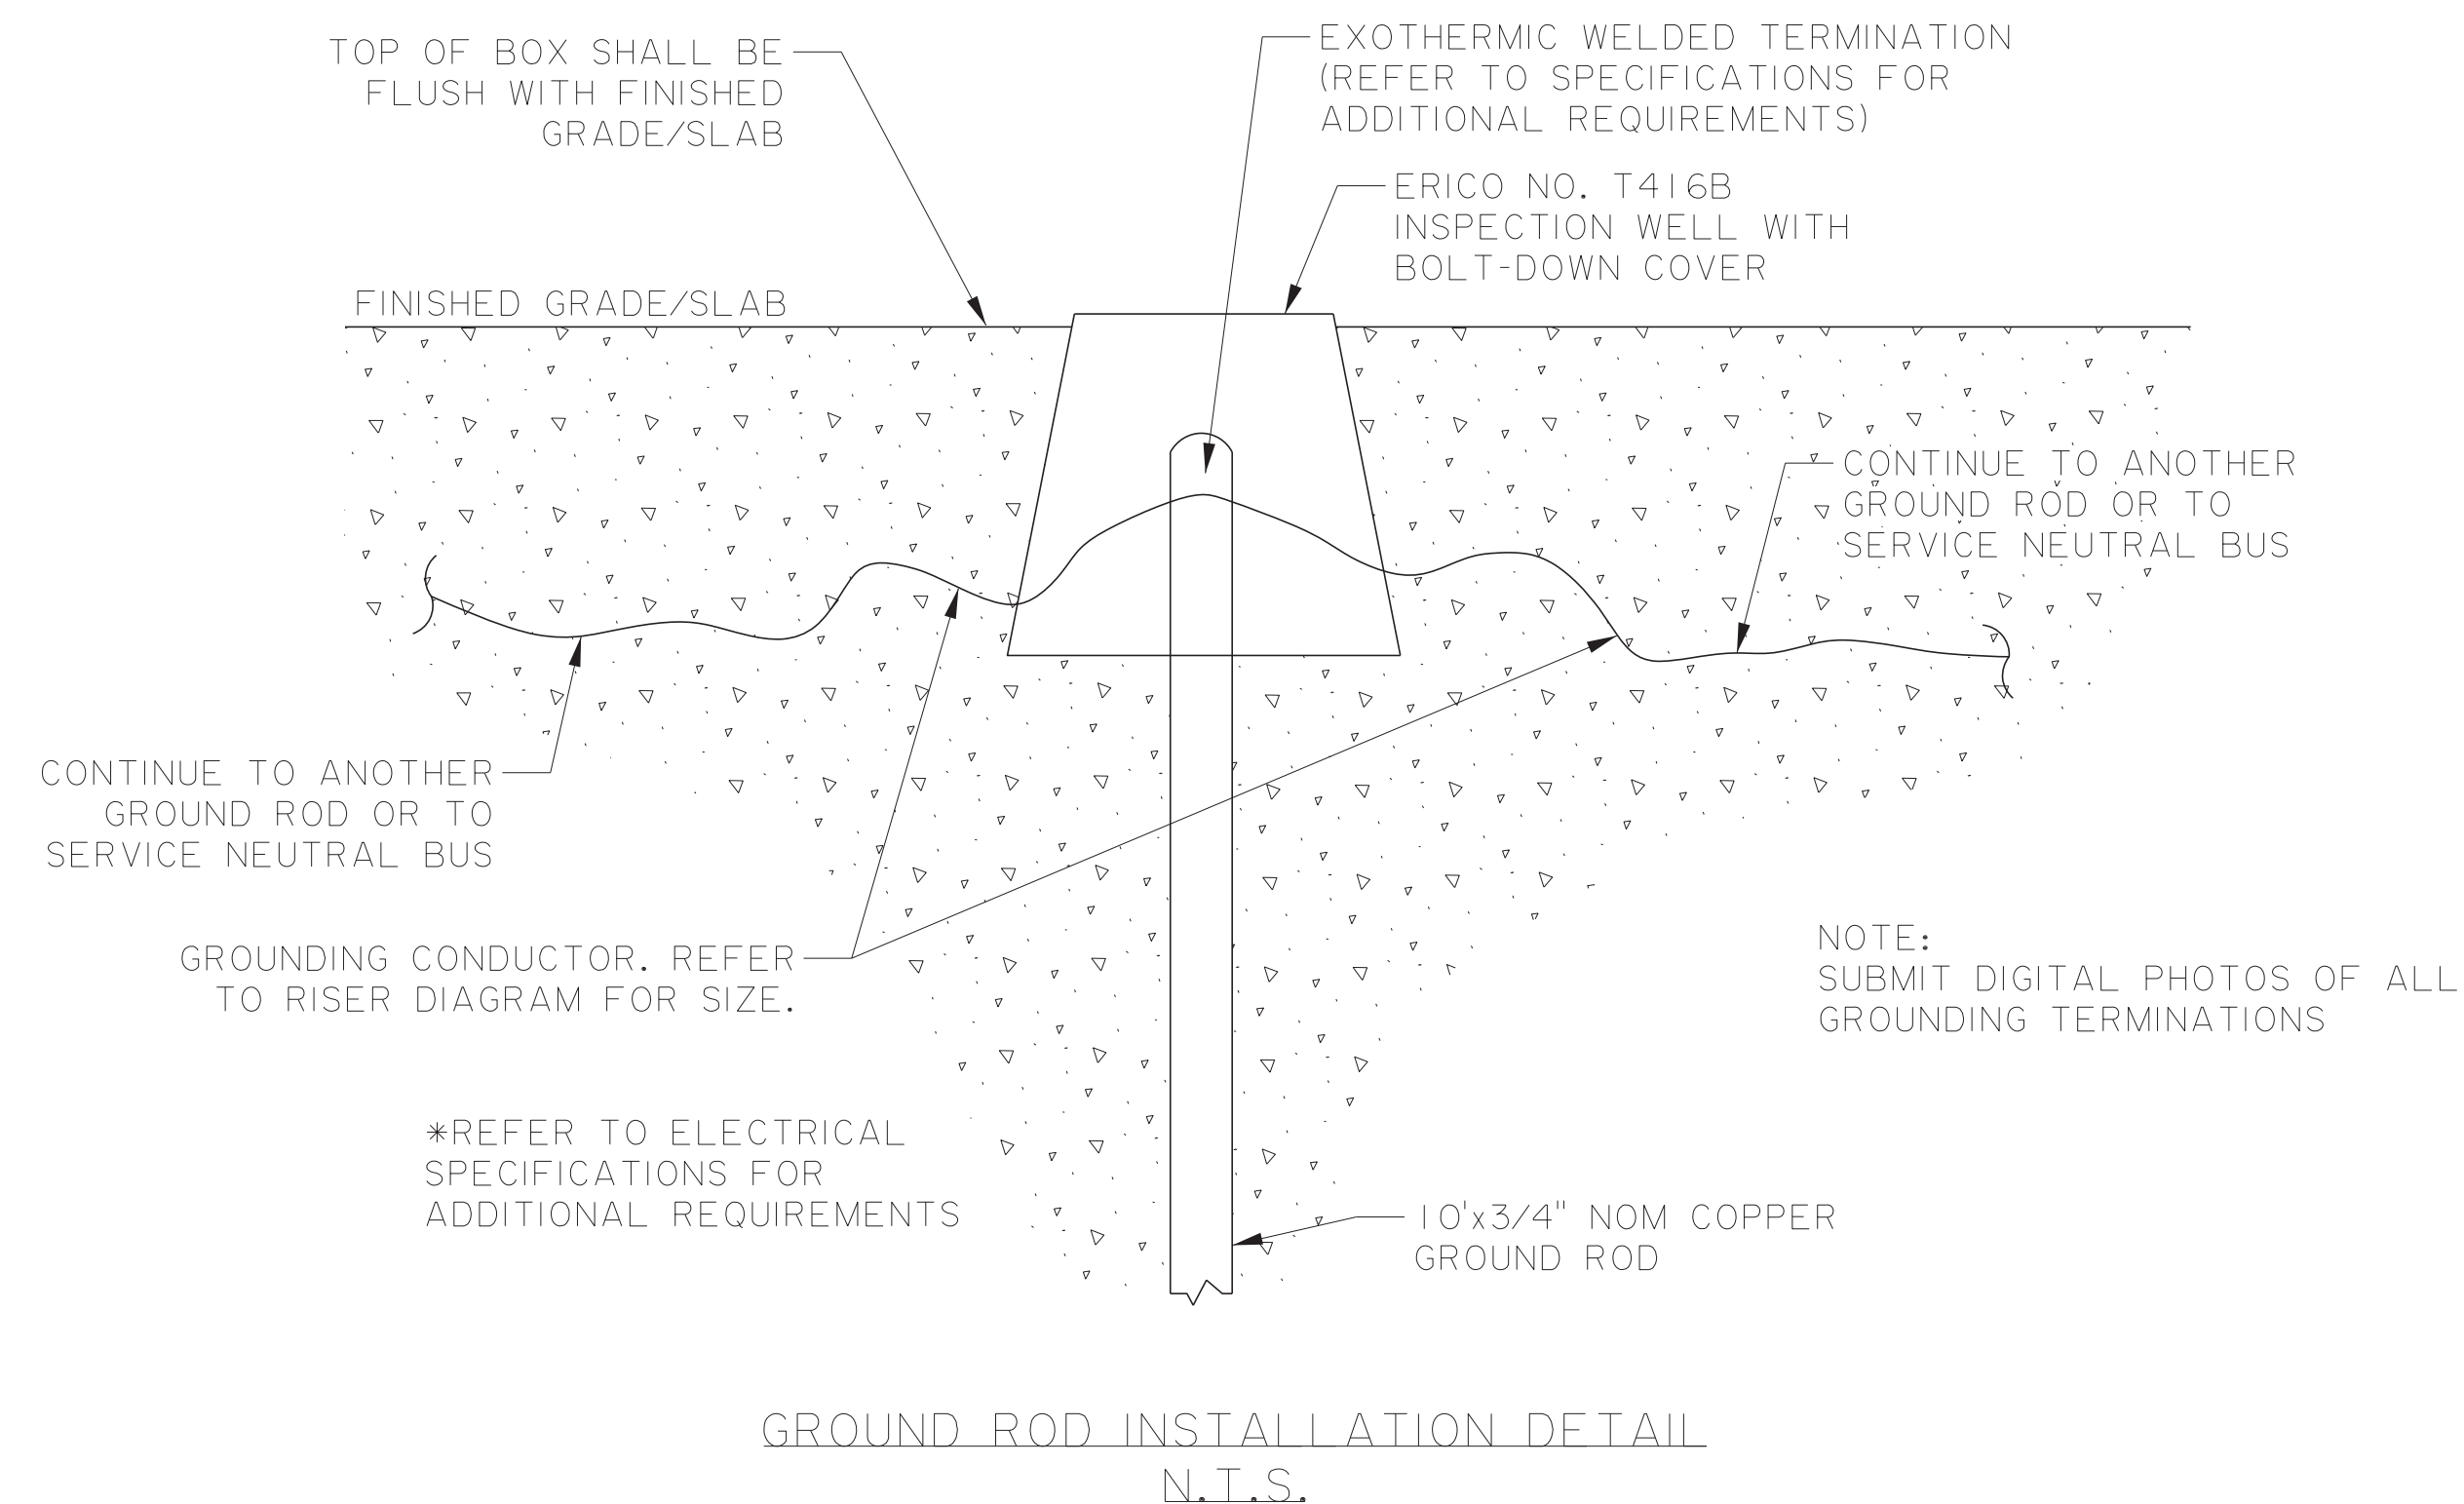 TOP OF BOX SHALL BE
FLUSH WITH FINISHED
GRADE/SLAB
EXOTHERMIC WELDED TERMINATION
(REFER TO SPECIFICATIONS FOR
ADDITIONAL REQUIREMENTS)
ERICO NO. T416B
INSPECTION WELL WITH
BOLT-DOWN COVER
FINISHED GRADE/SLAB
CONTINUE TO ANOTHER
GROUND ROD OR TO
SERVICE NEUTRAL BUS
CONTINUE TO ANOTHER
GROUND ROD OR TO
SERVICE NEUTRAL BUS
GROUNDING CONDUCTOR. REFER
TO RISER DIAGRAM FOR SIZE.
NOTE:
SUBMIT DIGITAL PHOTOS OF ALL
GROUNDING TERMINATIONS
*REFER TO ELECTRICAL
SPECIFICATIONS FOR
ADDITIONAL REQUIREMENTS
10'x3/4" NOM COPPER
GROUND ROD
GROUND ROD INSTALLATION DETAIL
N.T.S.